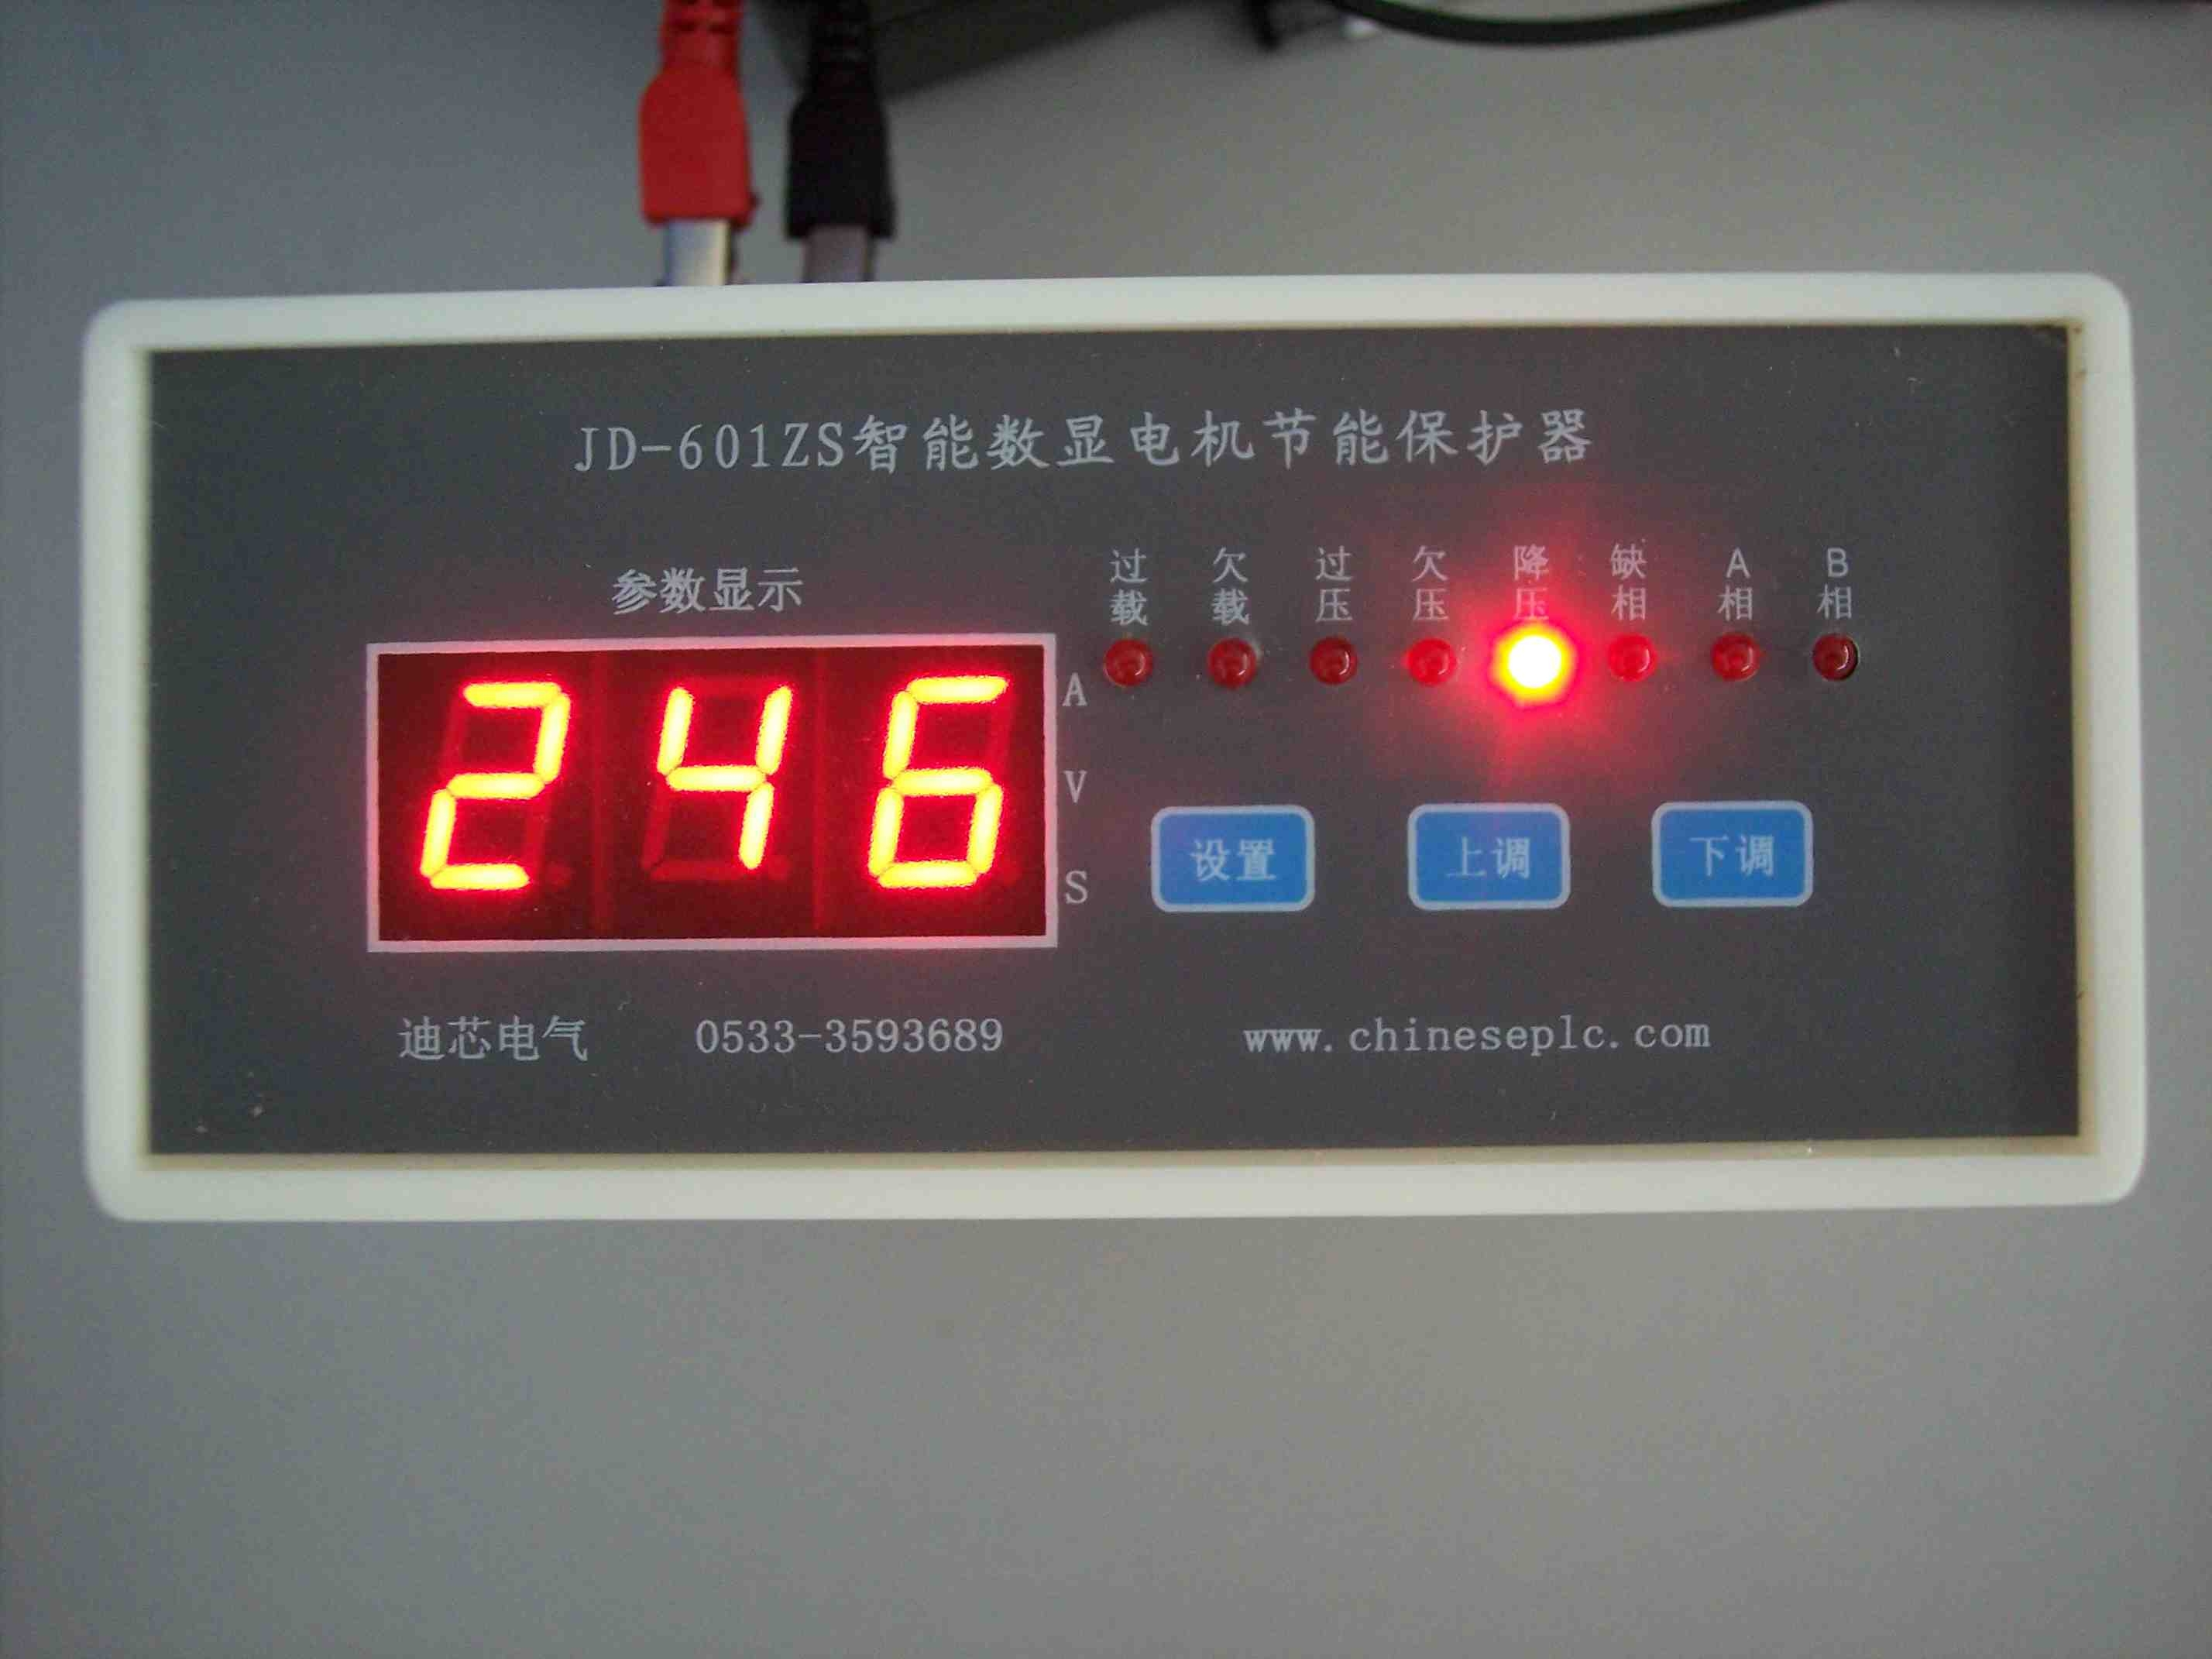 JD-601ZS智能数显电机节能保护器
参数显示
过载 欠载 过压 欠压 降压 缺相 A相 B相
246
A
V
S
设置 上调 下调
迪芯电气 0533-3593689 www.chineseplc.com